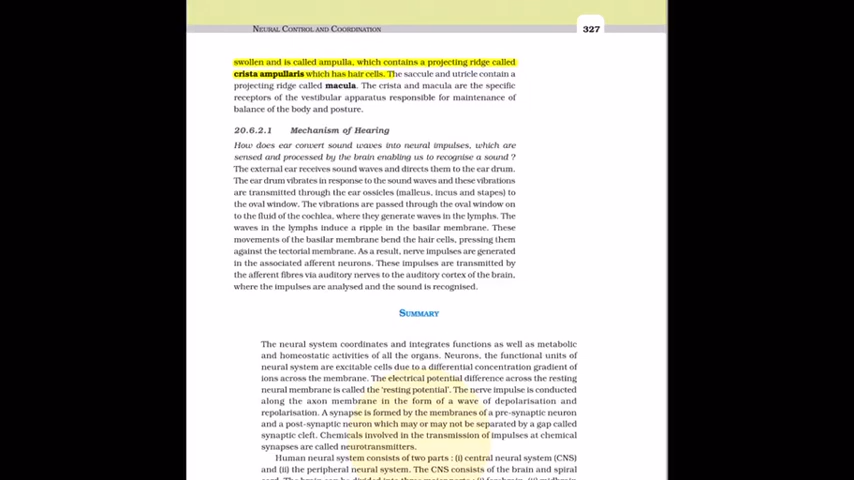 NEURAL CONTROL AND COORDINATION
327
swollen and is called ampulla, which contains a projecting ridge called
crista ampullaris which has hair cells. The saccule and utricle contain a
projecting ridge called macula. The crista and macula are the specific
receptors of the vestibular apparatus responsible for maintenance of
balance of the body and posture.
20.6.2.1 Mechanism of Hearing
How does ear convert sound waves into neural impulses, which are
sensed and processed by the brain enabling us to recognise a sound ?
The external ear receives sound waves and directs them to the ear drum.
The ear drum vibrates in response to the sound waves and these vibrations
are transmitted through the ear ossicles (malleus, incus and stapes) to
the oval window. The vibrations are passed through the oval window on
to the fluid of the cochlea, where they generate waves in the lymphs. The
waves in the lymphs induce a ripple in the basilar membrane. These
movements of the basilar membrane bend the hair cells, pressing them
against the tectorial membrane. As a result, nerve impulses are generated
in the associated afferent neurons. These impulses are transmitted by
the afferent fibres via auditory nerves to the auditory cortex of the brain,
where the impulses are analysed and the sound is recognised.
SUMMARY
The neural system coordinates and integrates functions as well as metabolic
and homeostatic activities of all the organs. Neurons, the functional units of
neural system are excitable cells due to a differential concentration gradient of
ions across the membrane. The electrical potential difference across the resting
neural membrane is called the 'resting potential'. The nerve impulse is conducted
along the axon membrane in the form of a wave of depolarisation and
repolarisation. A synapse is formed by the membranes of a pre-synaptic neuron
and a post-synaptic neuron which may or may not be separated by a gap called
synaptic cleft. Chemicals involved in the transmission of impulses at chemical
synapses are called neurotransmitters.
Human neural system consists of two parts : (i) central neural system (CNS)
and (ii) the peripheral neural system. The CNS consists of the brain and spiral